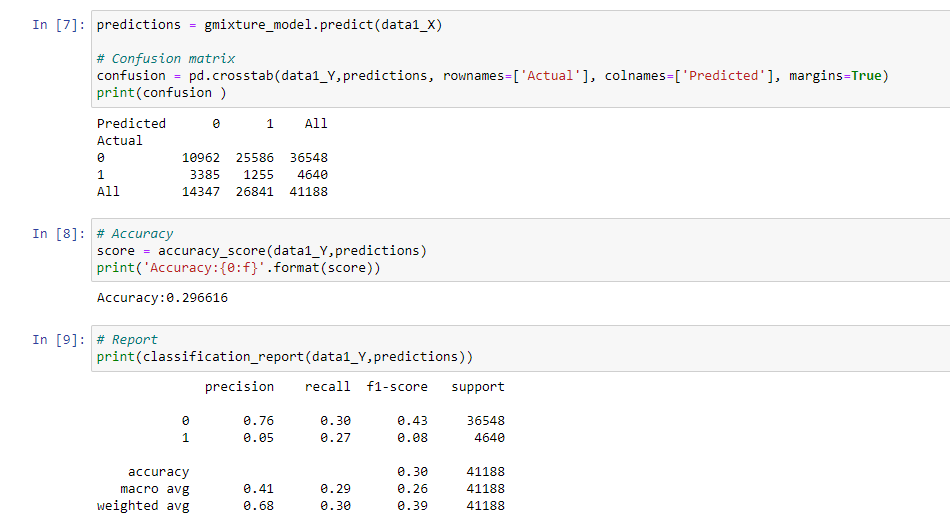 In [7]: predictions = gmixture_model.predict(data1_X)
# Confusion matrix
confusion = pd.crosstab(data1_Y,predictions, rownames=['Actual'], colnames=['Predicted'], margins=True)
print(confusion )
Predicted 0 1 All
Actual
0 10962 25586 36548
1 3385 1255 4640
All 14347 26841 41188
In [8]: # Accuracy
score = accuracy_score(data1_Y,predictions)
print('Accuracy:{0:f}'.format(score))
Accuracy:0.296616
In [9]: # Report
print(classification_report(data1_Y,predictions))
precision recall f1-score support
0 0.76 0.30 0.43 36548
1 0.05 0.27 0.08 4640
accuracy 0.30 41188
macro avg 0.41 0.29 0.26 41188
weighted avg 0.68 0.30 0.39 41188